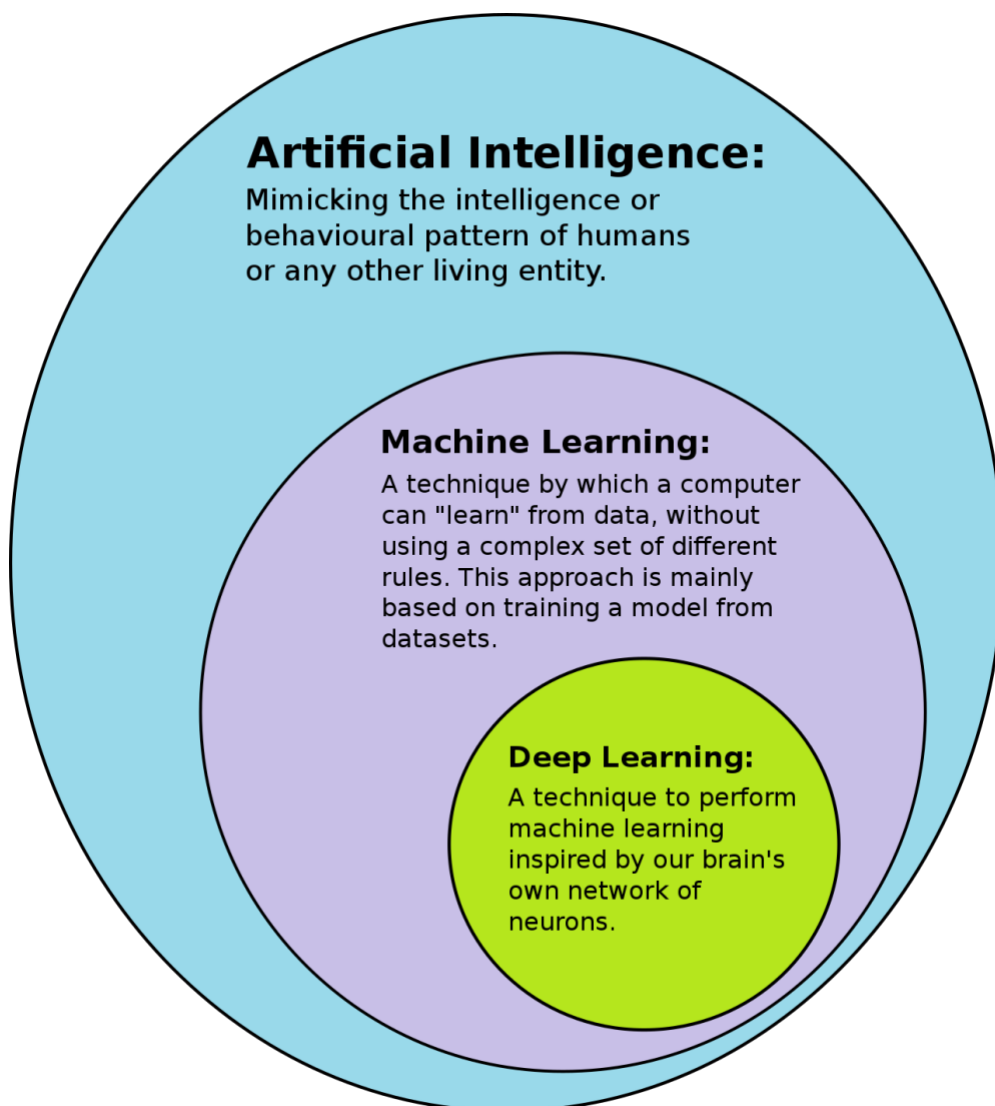 Artificial Intelligence:
Mimicking the intelligence or
behavioural pattern of humans
or any other living entity.
Machine Learning:
A technique by which a computer
can "learn" from data, without
using a complex set of different
rules. This approach is mainly
based on training a model from
datasets.
Deep Learning:
A technique to perform
machine learning
inspired by our brain's
own network of
neurons.